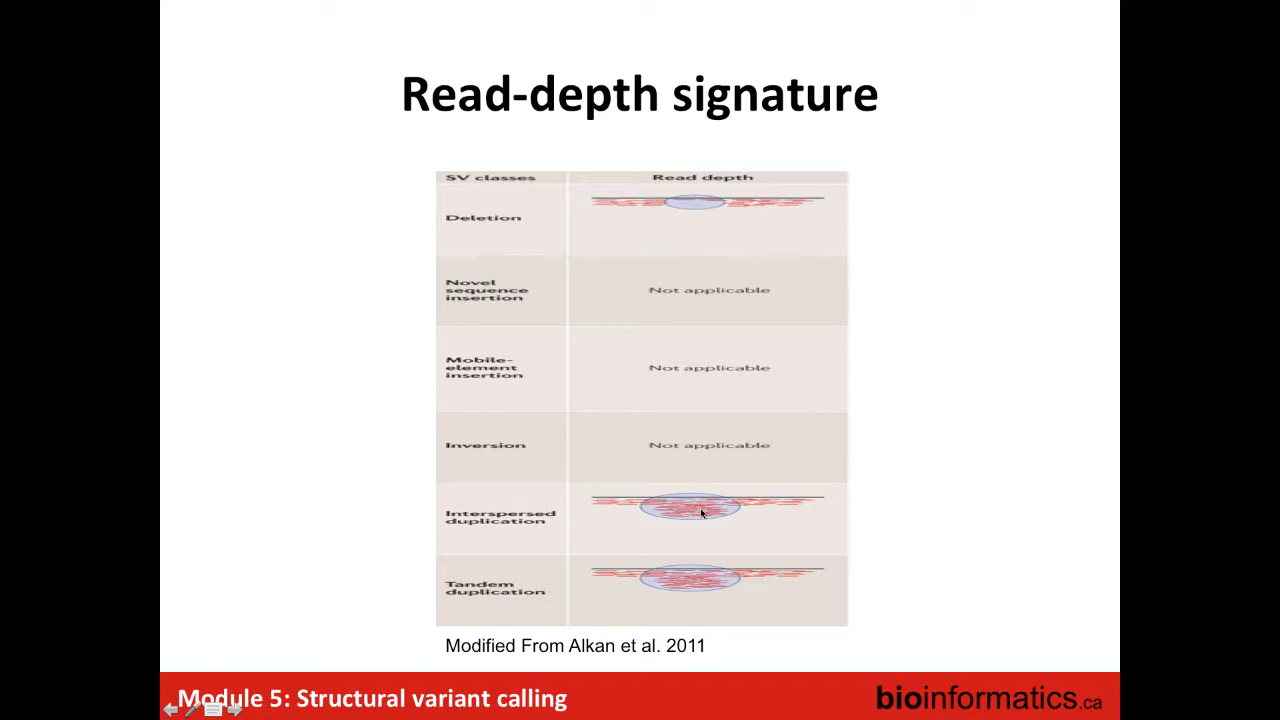 Read-depth signature
SV classes
Read depth
Deletion
Novel
sequence
insertion
Not applicable
Mobile-
element
insertion
Not applicable
Inversion
Not applicable
Interspersed
duplication
Tandem
duplication
Modified From Alkan et al. 2011
Module 5: Structural variant calling
bioinformatics.ca